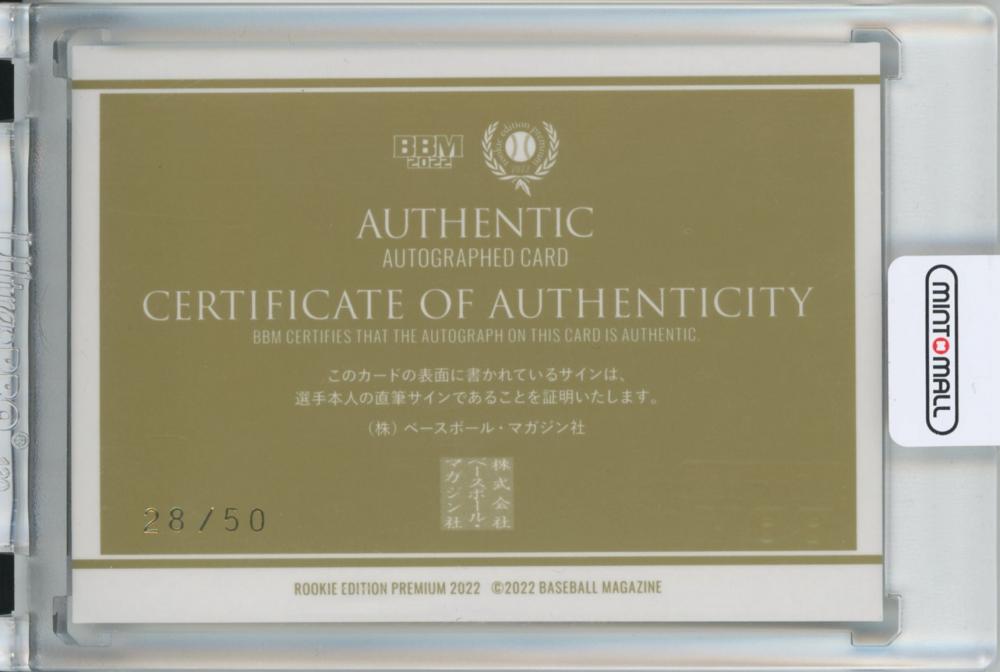 BBM
2022
rookie edition premium
2022
AUTHENTIC
AUTOGRAPHED CARD
CERTIFICATE OF AUTHENTICITY
BBM CERTIFIES THAT THE AUTOGRAPH ON THIS CARD IS AUTHENTIC.
このカードの表面に書かれているサインは、
選手本人の直筆サインであることを証明いたします。
(株) ベースボール・マガジン社
株式会社
ベースボール・
マガジン社
28/50
ROOKIE EDITION PREMIUM 2022 ©2022 BASEBALL MAGAZINE
MINTMALL